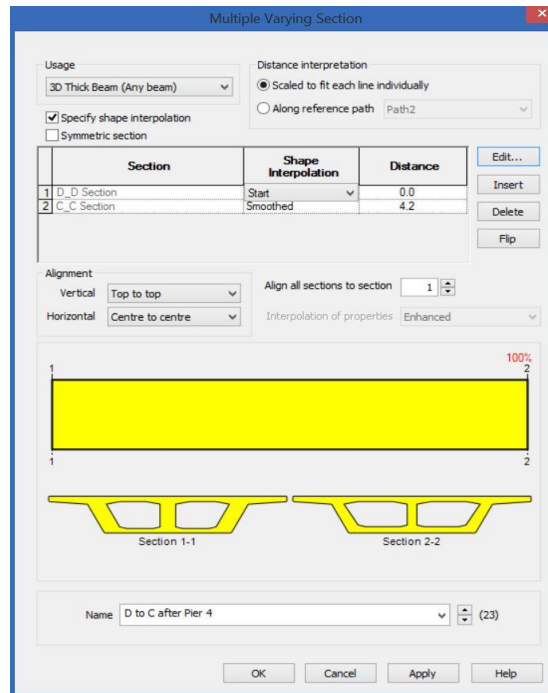 Multiple Varying Section
Usage
3D Thick Beam (Any beam)
Specify shape interpolation
Symmetric section
Distance interpretation
Scaled to fit each line individually
Along reference path Path2
Section Shape Interpolation Distance
1 D_D Section Start 0.0
2 C_C Section Smoothed 4.2
Edit...
Insert
Delete
Flip
Alignment
Vertical Top to top
Horizontal Centre to centre
Align all sections to section 1
Interpolation of properties Enhanced
100%
1 2
1 2
Section 1-1 Section 2-2
Name D to C after Pier 4 (23)
OK Cancel Apply Help